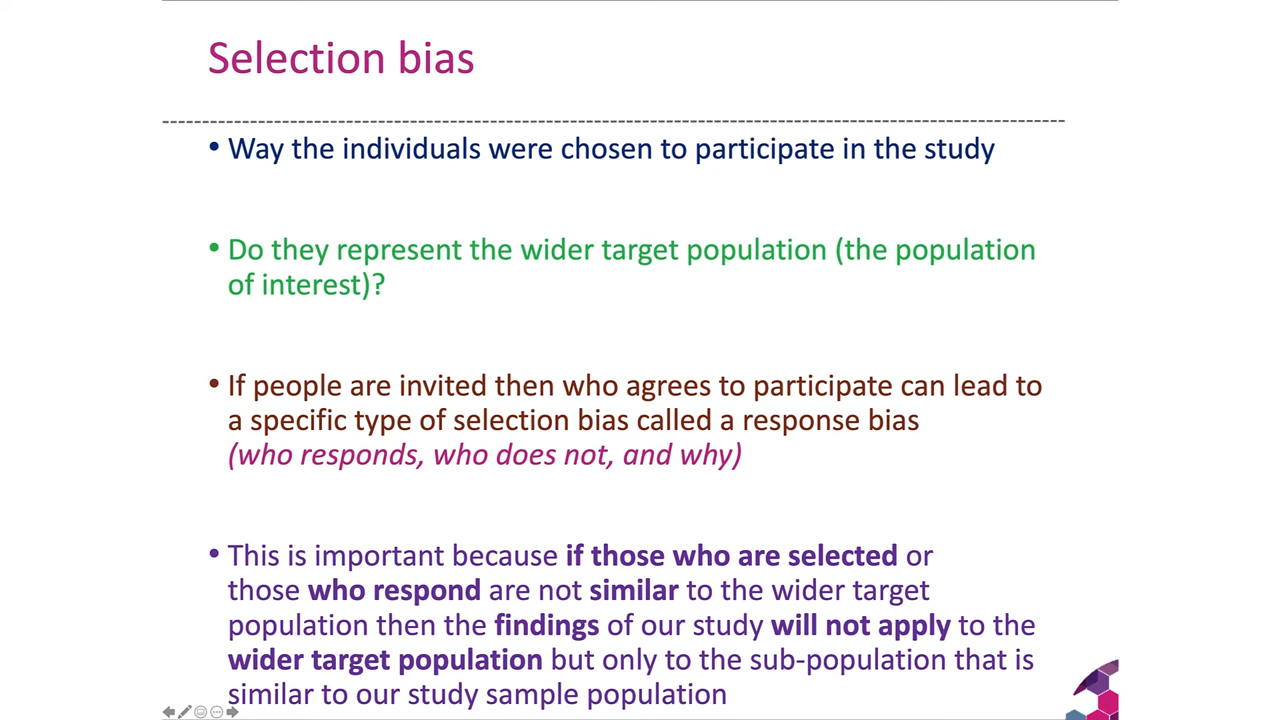 Selection bias
• Way the individuals were chosen to participate in the study
• Do they represent the wider target population (the population
of interest)?
• If people are invited then who agrees to participate can lead to
a specific type of selection bias called a response bias
(who responds, who does not, and why)
• This is important because if those who are selected or
those who respond are not similar to the wider target
population then the findings of our study will not apply to the
wider target population but only to the sub-population that is
similar to our study sample population